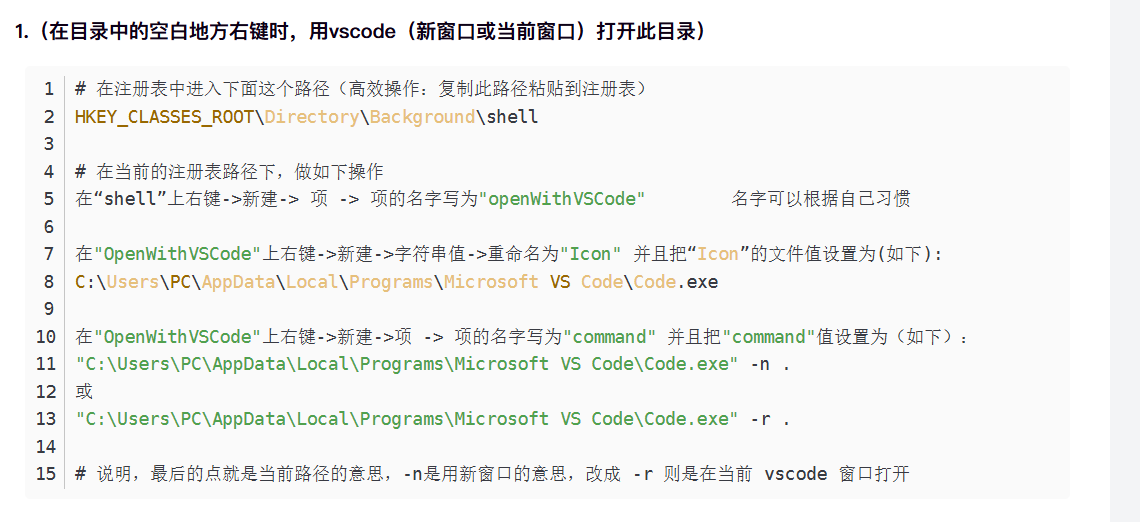 1.（在目录中的空白地方右键时，用vscode（新窗口或当前窗口）打开此目录）
1 # 在注册表中进入下面这个路径（高效操作：复制此路径粘贴到注册表）
2 HKEY_CLASSES_ROOT\Directory\Background\shell
3
4 # 在当前的注册表路径下，做如下操作
5 在“shell”上右键->新建-> 项 -> 项的名字写为"openWithVSCode" 名字可以根据自己习惯
6
7 在"OpenWithVSCode"上右键->新建->字符串值->重命名为"Icon" 并且把“Icon”的文件值设置为(如下):
8 C:\Users\PC\AppData\Local\Programs\Microsoft VS Code\Code.exe
9
10 在"OpenWithVSCode"上右键->新建->项 -> 项的名字写为"command" 并且把"command"值设置为（如下）：
11 "C:\Users\PC\AppData\Local\Programs\Microsoft VS Code\Code.exe" -n .
12 或
13 "C:\Users\PC\AppData\Local\Programs\Microsoft VS Code\Code.exe" -r .
14
15 # 说明，最后的点就是当前路径的意思，-n是用新窗口的意思，改成 -r 则是在当前 vscode 窗口打开